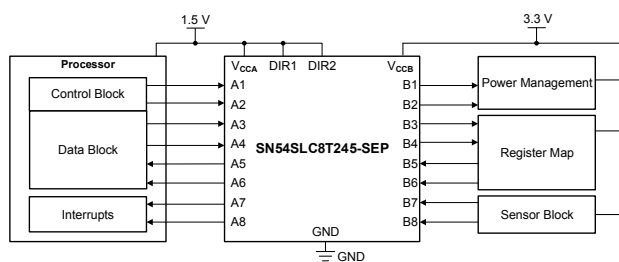 1.5 V
3.3 V
Processor
V_CCA
DIR1
DIR2
V_CCB
Control Block
Data Block
Interrupts
A1
A2
A3
A4
A5
A6
A7
A8
SN54SLC8T245-SEP
B1
B2
B3
B4
B5
B6
B7
B8
Power Management
Register Map
Sensor Block
GND
GND